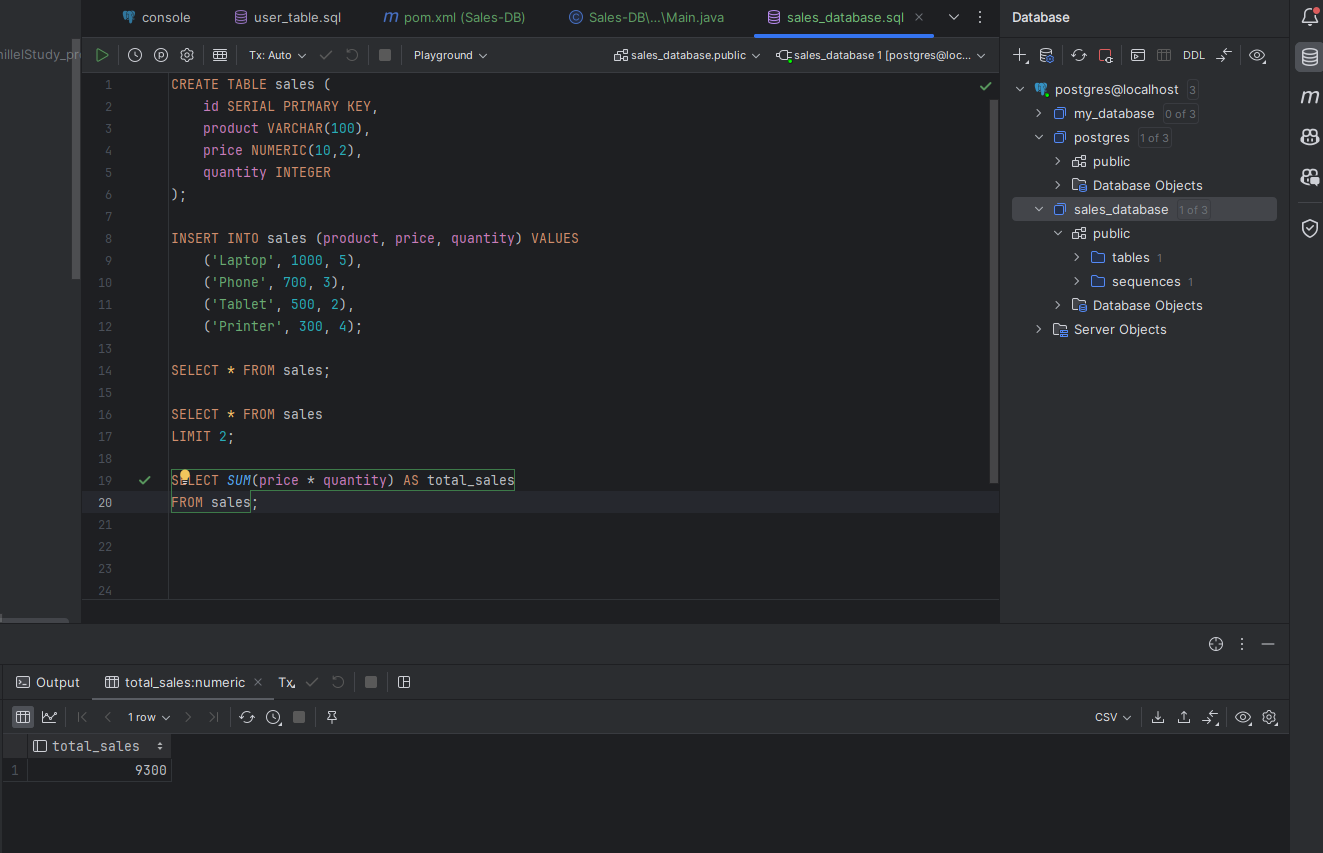 console
user_table.sql
m pom.xml (Sales-DB)
Sales-DB\...\Main.java
sales_database.sql
Database
Tx: Auto
Playground
sales_database.public
sales_database 1 [postgres@loc...
DDL
1 CREATE TABLE sales (
2 id SERIAL PRIMARY KEY,
3 product VARCHAR(100),
4 price NUMERIC(10,2),
5 quantity INTEGER
6 );
7
8 INSERT INTO sales (product, price, quantity) VALUES
9 ('Laptop', 1000, 5),
10 ('Phone', 700, 3),
11 ('Tablet', 500, 2),
12 ('Printer', 300, 4);
13
14 SELECT * FROM sales;
15
16 SELECT * FROM sales
17 LIMIT 2;
18
19 SELECT SUM(price * quantity) AS total_sales
20 FROM sales;
21
22
23
24
postgres@localhost 3
my_database 0 of 3
postgres 1 of 3
public
Database Objects
sales_database 1 of 3
public
tables 1
sequences 1
Database Objects
Server Objects
m
Output
total_sales:numeric
Tx
1 row
CSV
total_sales
1 9300